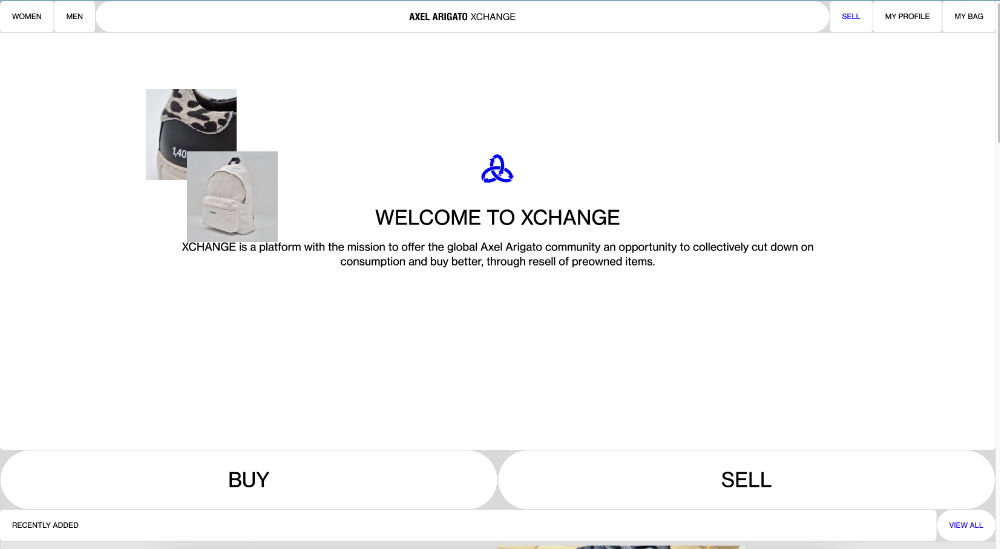 WOMEN
MEN
AXEL ARIGATO XCHANGE
SELL
MY PROFILE
MY BAG
1,40
WELCOME TO XCHANGE
XCHANGE is a platform with the mission to offer the global Axel Arigato community an opportunity to collectively cut down on
consumption and buy better, through resell of preowned items.
BUY
SELL
RECENTLY ADDED
VIEW ALL